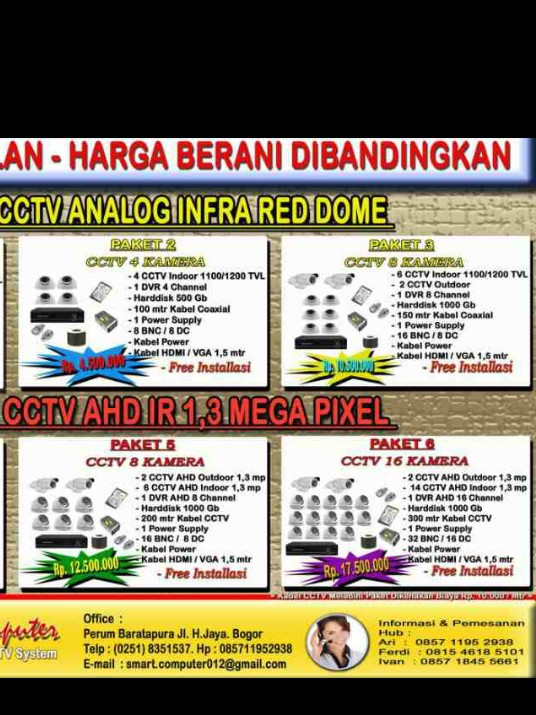 LAN - HARGA BERANI DIBANDINGKAN
CCTV ANALOG INFRA RED DOME
PAKET 2
CCTV 4 KAMERA
- 4 CCTV Indoor 1100/1200 TVL
- 1 DVR 4 Channel
- Harddisk 500 Gb
- 100 mtr Kabel Coaxial
- 1 Power Supply
- 8 BNC / 8 DC
- Kabel Power
- Kabel HDMI / VGA 1,5 mtr
Rp. 4.500.000
- Free Installasi
PAKET 3
CCTV 8 KAMERA
- 6 CCTV Indoor 1100/1200 TVL
- 2 CCTV Outdoor
- 1 DVR 8 Channel
- Harddisk 1000 Gb
- 150 mtr Kabel Coaxial
- 1 Power Supply
- 16 BNC / 8 DC
- Kabel Power
Kabel HDMI / VGA 1,5 mtr
Rp. 10.500.000
- Free Installasi
CCTV AHD IR 1,3 MEGA PIXEL
PAKET 5
CCTV 8 KAMERA
- 2 CCTV AHD Outdoor 1,3 mp
- 6 CCTV AHD Indoor 1,3 mp
- 1 DVR AHD 8 Channel
- Harddisk 1000 Gb
- 200 mtr Kabel CCTV
- 1 Power Supply
- 16 BNC / 8 DC
- Kabel Power
Kabel HDMI / VGA 1,5 mtr
Rp. 12.500.000
- Free Installasi
PAKET 6
CCTV 16 KAMERA
- 2 CCTV AHD Outdoor 1,3 mp
- 14 CCTV AHD Indoor 1,3 mp
- 1 DVR AHD 16 Channel
- Harddisk 1000 Gb
- 300 mtr Kabel CCTV
- 1 Power Supply
- 32 BNC / 16 DC
- Kabel Power
Kabel HDMI / VGA 1,5 mtr
Rp. 17.500.000
- Free Installasi
* Kabel CCTV Melebihi Paket Dikenakan Biaya Rp. 10.000 / mtr *
mputer
TV System
Office :
Perum Baratapura Jl. H.Jaya. Bogor
Telp : (0251) 8351537. Hp : 085711952938
E-mail : smart.computer012@gmail.com
Informasi & Pemesanan
Hub :
Ari : 0857 1195 2938
Ferdi : 0815 4618 5101
Ivan : 0857 1845 5661